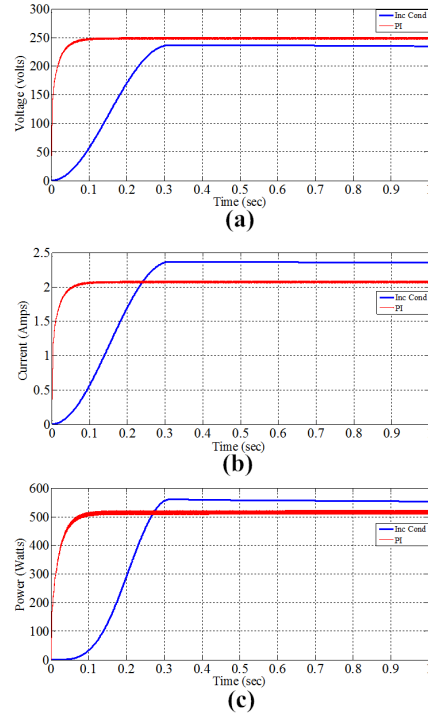 300
Inc Cond
PI
250
200
150
100
50
0
Voltage (volts)
0 0.1 0.2 0.3 0.4 0.5 0.6 0.7 0.8 0.9 1
Time (sec)
(a)
2.5
2
1.5
1
0.5
0
Current (Amps)
Inc Cond
PI
0 0.1 0.2 0.3 0.4 0.5 0.6 0.7 0.8 0.9 1
Time (sec)
(b)
600
500
400
300
200
100
0
Power (Watts)
Inc Cond
PI
0 0.1 0.2 0.3 0.4 0.5 0.6 0.7 0.8 0.9 1
Time (sec)
(c)